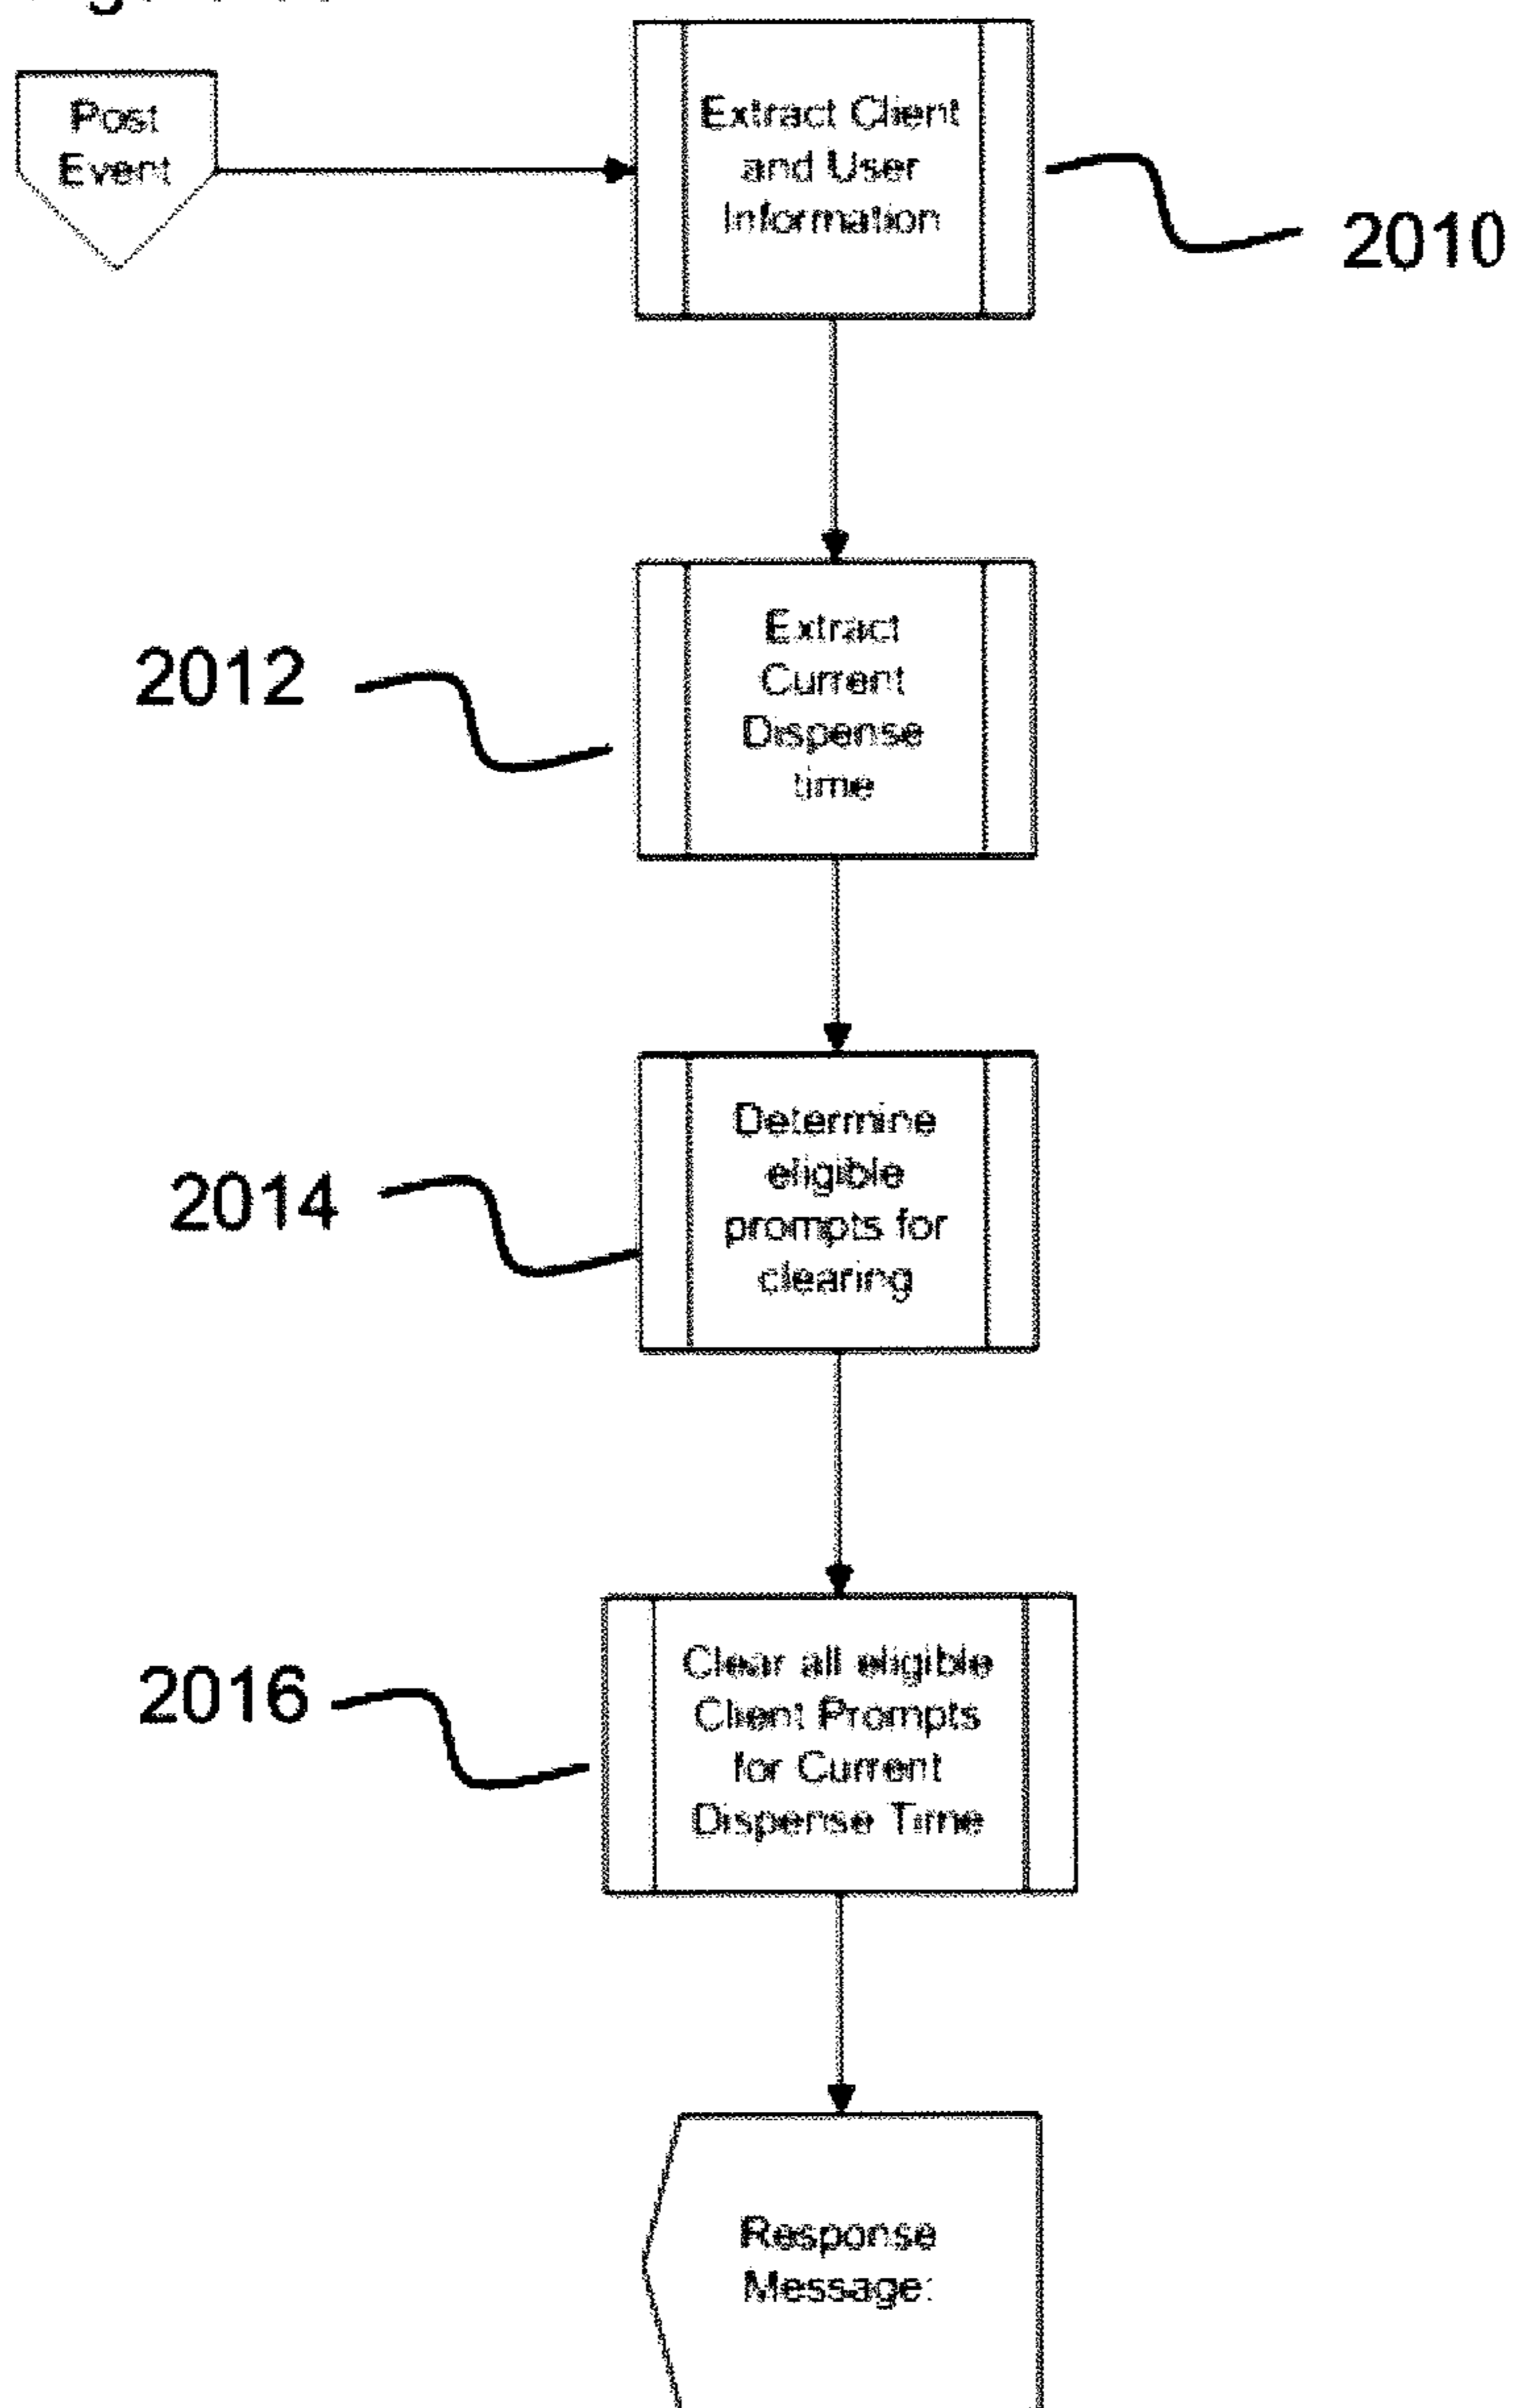 Post
Event
Extract Client
and User
Information
2010
Extract
Current
Dispense
time
2012
Determine
eligible
prompts for
clearing
2014
Clear all eligible
Client Prompts
for Current
Dispense Time
2016
Response
Message: